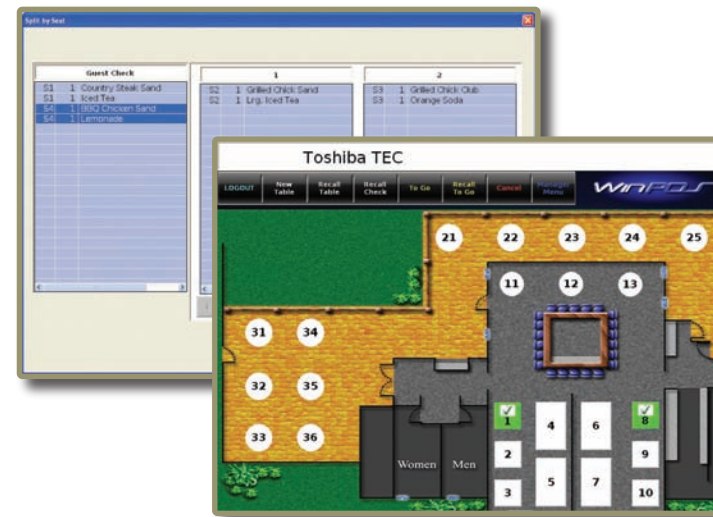 Split by Seat
Guest Check
S1 1 Country Steak Sand
S1 1 Iced Tea
S4 1 BBQ Chicken Sand
S4 1 Lemonade
1
S2 1 Grilled Chick Sand
S2 1 Lrg. Iced Tea
2
S3 1 Grilled Chick Club
S3 1 Orange Soda
Toshiba TEC
LOGOUT
New Table
Recall Table
Recall Check
To Go
Recall To Go
Cancel
Manager Menu
WINPOS
21 22 23 24 25
11 12 13
31 34
32 35
33 36
1 4 6 8
2 9
5 7
3 10
Women Men